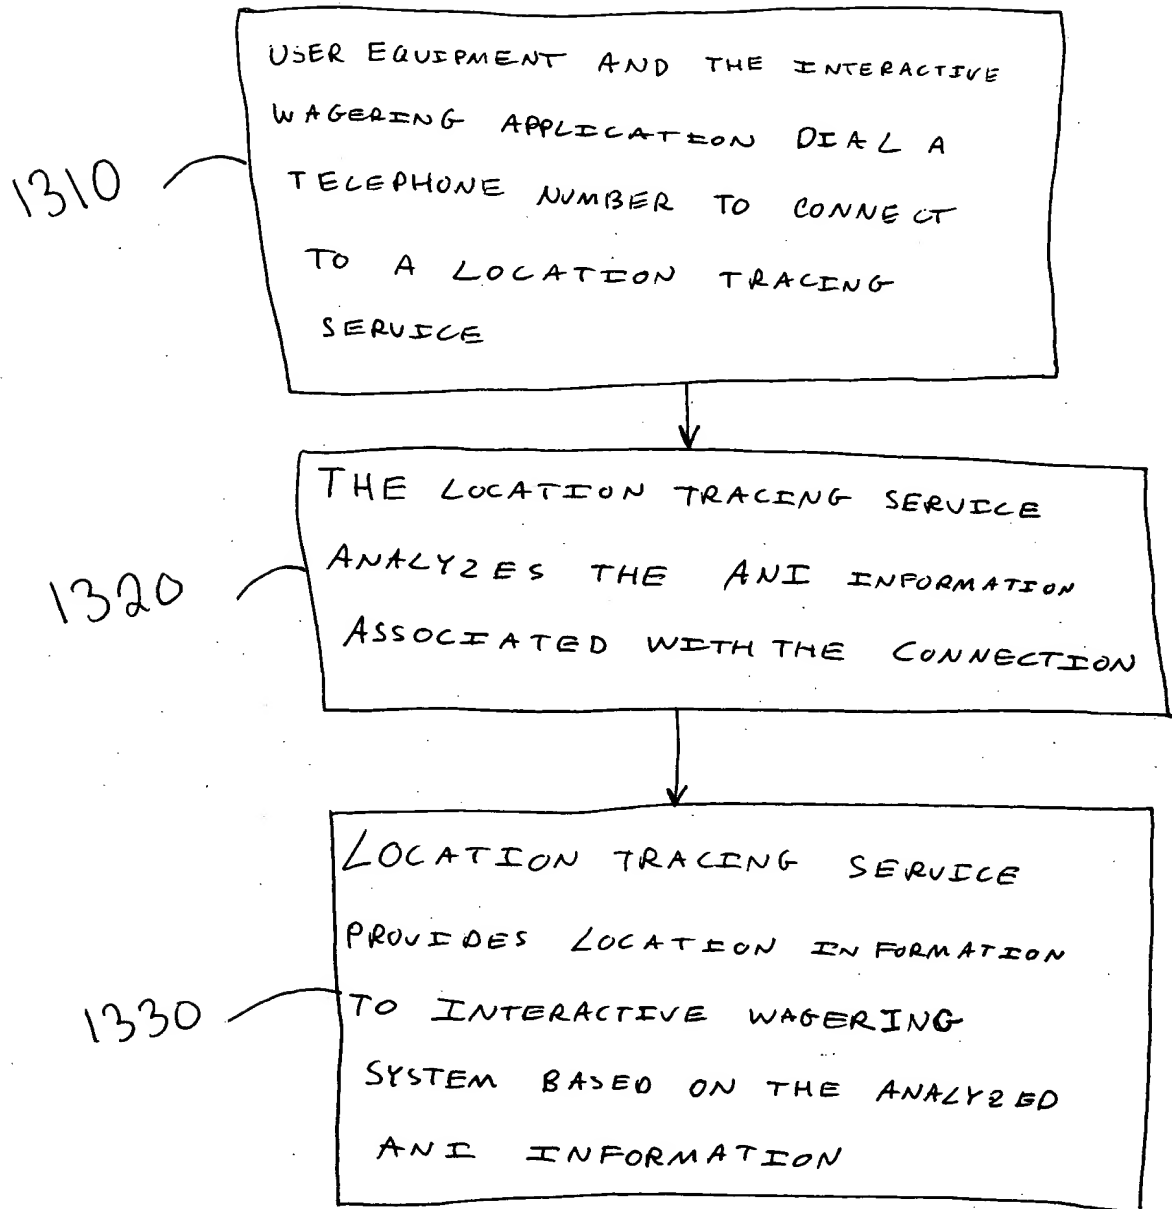 USER EQUIPMENT AND THE INTERACTIVE
WAGERING APPLICATION DIAL A
1310
TELEPHONE NUMBER TO CONNECT
TO A LOCATION TRACING
SERVICE
THE LOCATION TRACING SERVICE
ANALYZES THE ANI INFORMATION
1320
ASSOCIATED WITH THE CONNECTION
LOCATION TRACING SERVICE
PROVIDES LOCATION INFORMATION
1330
TO INTERACTIVE WAGERING
SYSTEM BASED ON THE ANALYZED
ANI INFORMATION